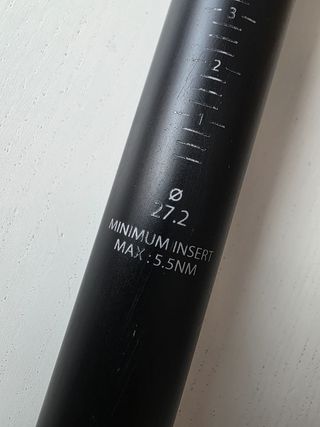 3
2
1
Ø
27.2
MINIMUM INSERT
MAX : 5.5NM